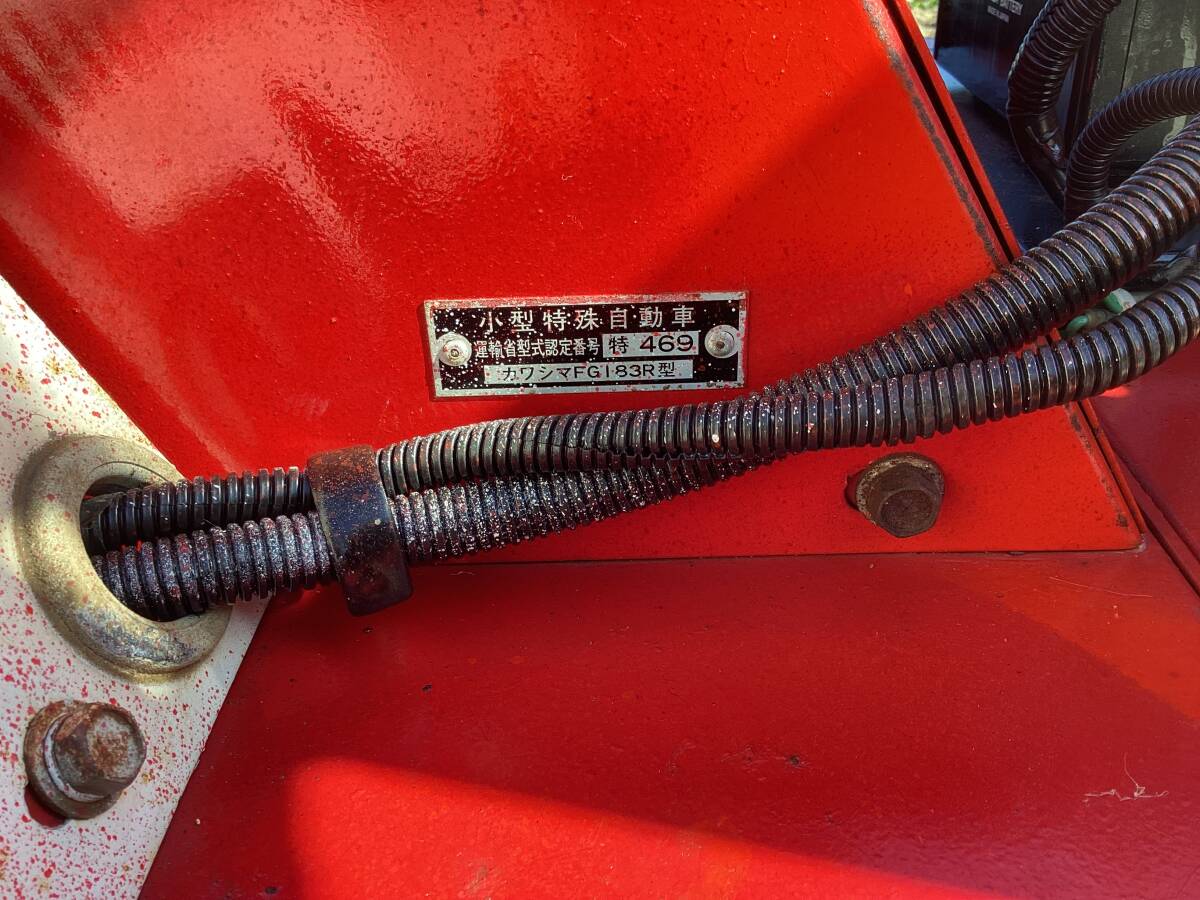 小型特殊自動車
運輸省型式認定番号 特 469
カワシマFG183R型